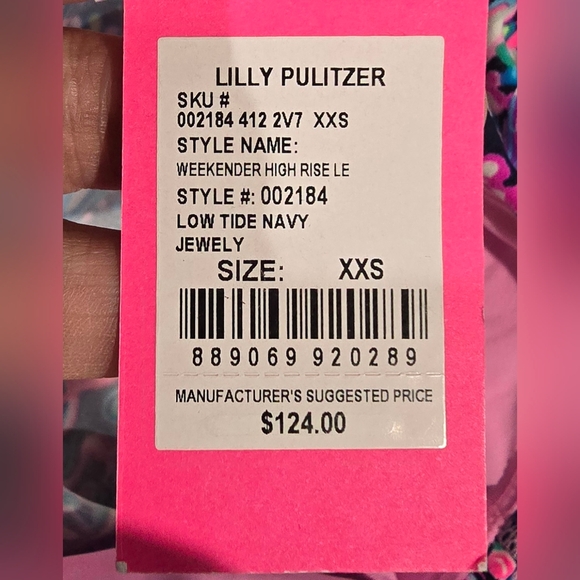 LILLY PULITZER
SKU #
002184 412 2V7 XXS
STYLE NAME:
WEEKENDER HIGH RISE LE
STYLE #: 002184
LOW TIDE NAVY
JEWELY
SIZE: XXS
889069 920289
MANUFACTURER'S SUGGESTED PRICE
$124.00